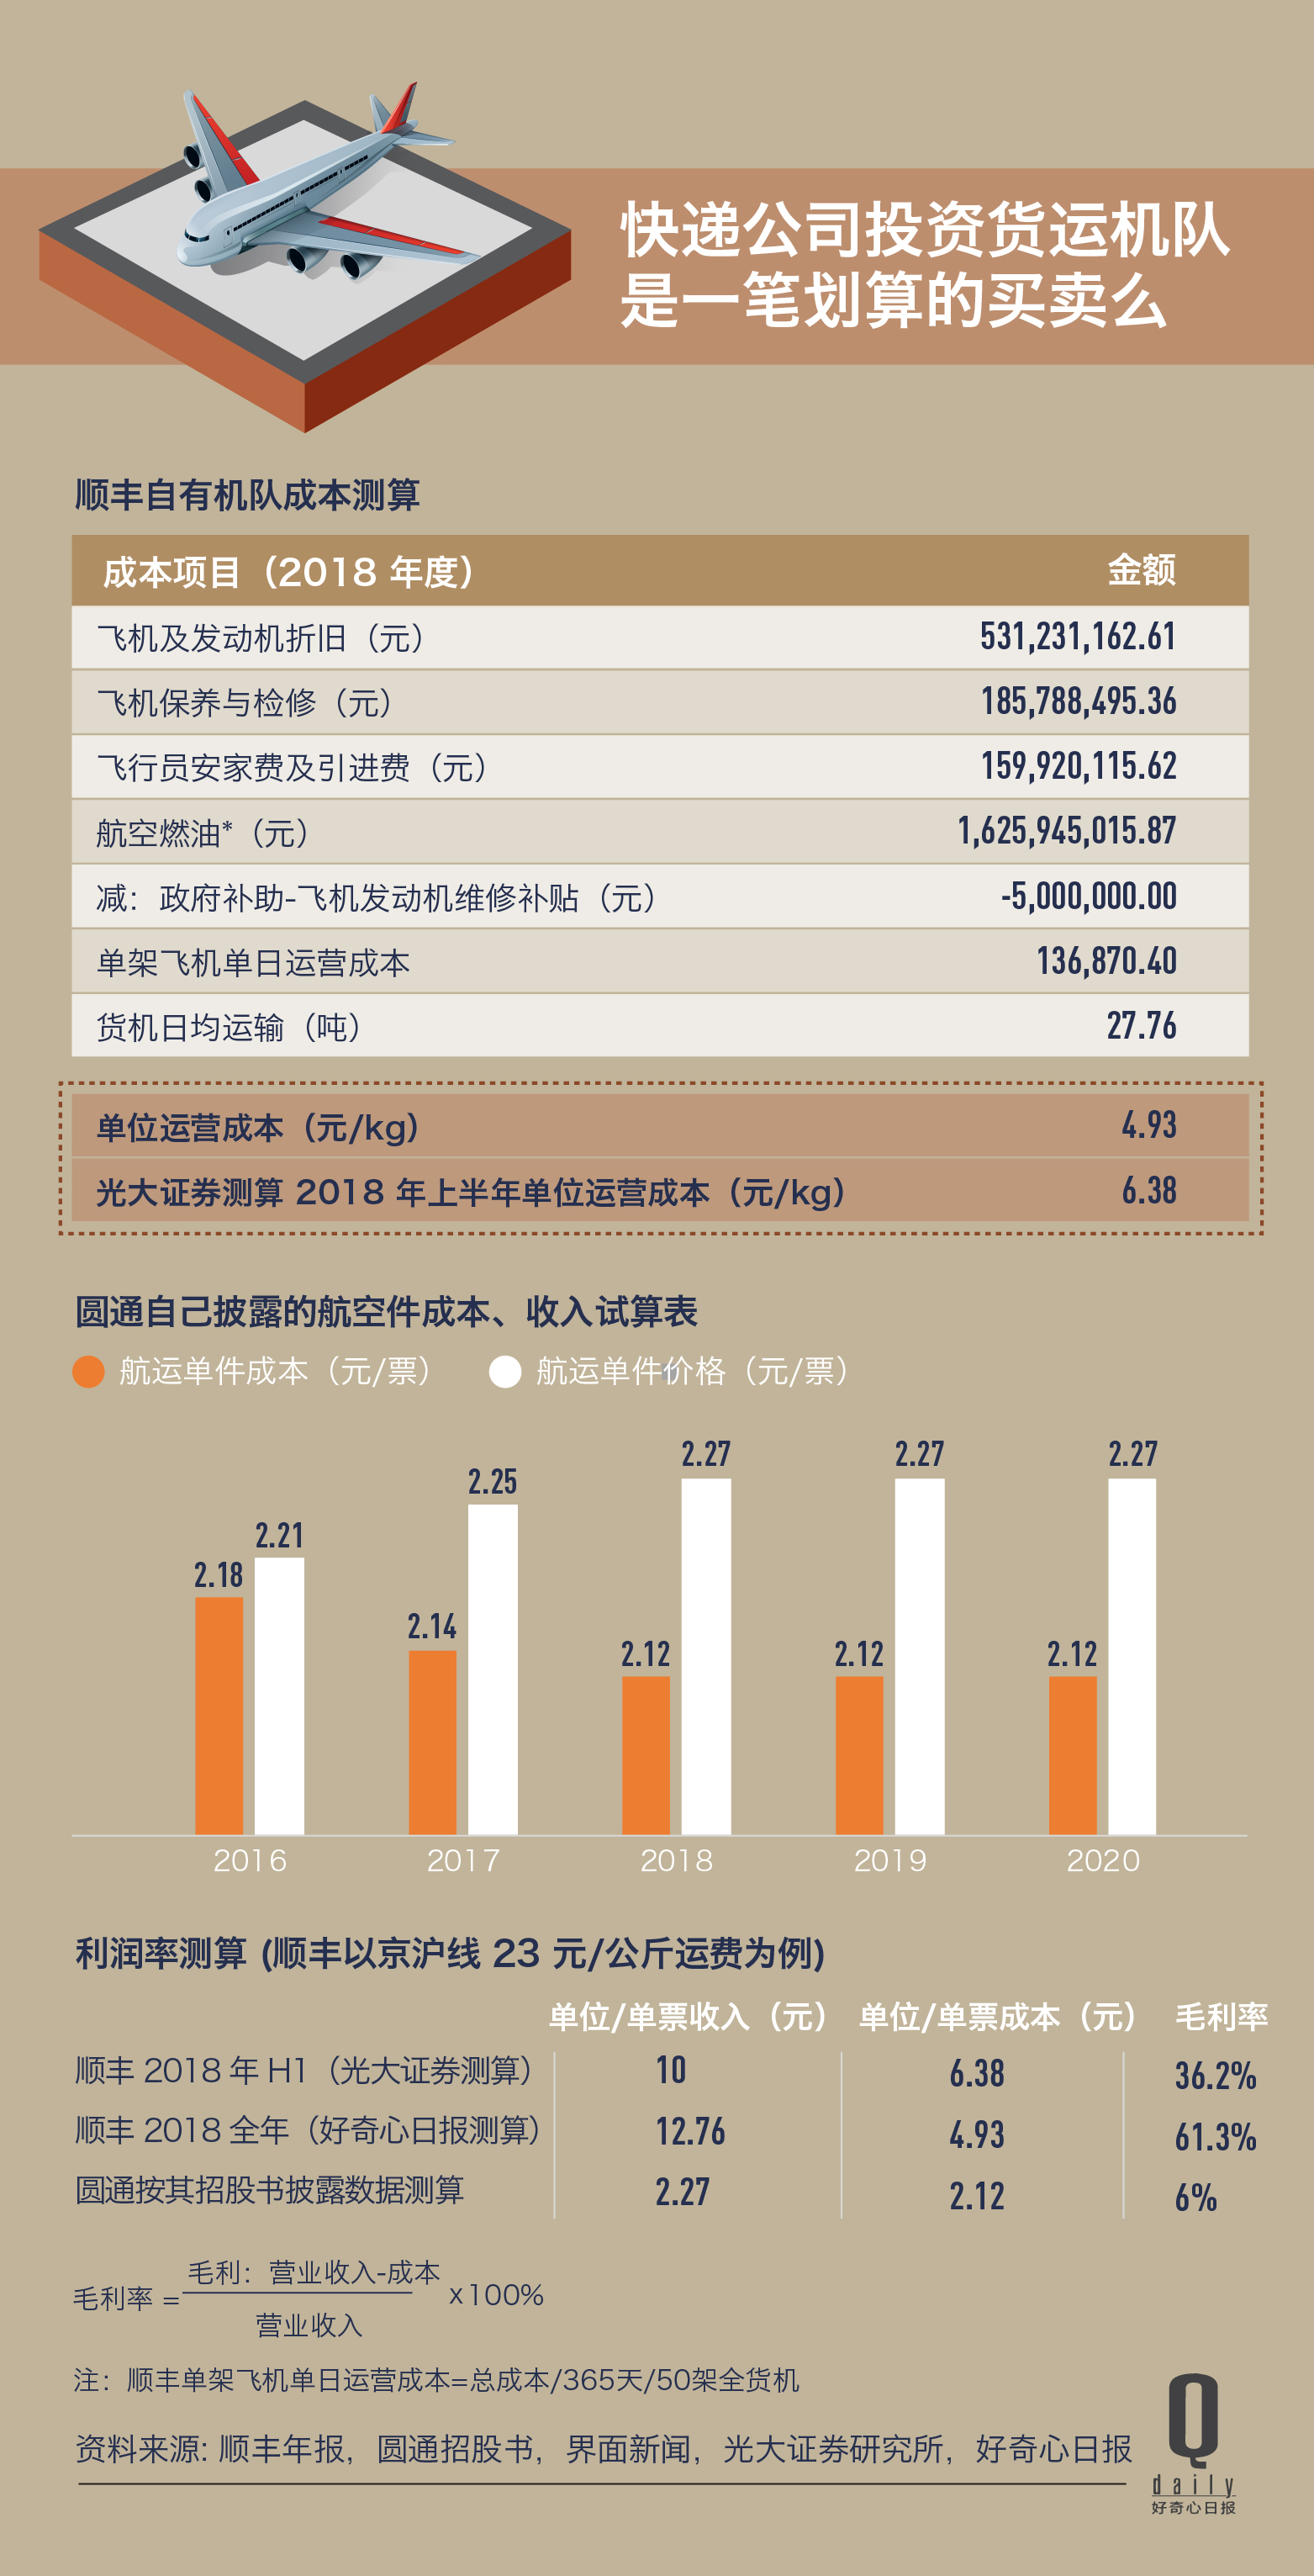 快递公司投资货运机队
是一笔划算的买卖么
顺丰自有机队成本测算
成本项目（2018 年度） 金额
飞机及发动机折旧（元） 531,231,162.61
飞机保养与检修（元） 185,788,495.36
飞行员安家费及引进费（元） 159,920,115.62
航空燃油*（元） 1,625,945,015.87
减：政府补助-飞机发动机维修补贴（元） -5,000,000.00
单架飞机单日运营成本 136,870.40
货机日均运输（吨） 27.76
单位运营成本（元/kg） 4.93
光大证券测算 2018 年上半年单位运营成本（元/kg） 6.38
圆通自己披露的航空件成本、收入试算表
航运单件成本（元/票） 航运单件价格（元/票）
2.18 2.21 2.14 2.25 2.12 2.27 2.12 2.27 2.12 2.27
2016 2017 2018 2019 2020
利润率测算 (顺丰以京沪线 23 元/公斤运费为例)
单位/单票收入（元） 单位/单票成本（元） 毛利率
顺丰 2018 年 H1（光大证券测算） 10 6.38 36.2%
顺丰 2018 全年（好奇心日报测算） 12.76 4.93 61.3%
圆通按其招股书披露数据测算 2.27 2.12 6%
毛利：营业收入-成本
毛利率 = x100%
营业收入
注：顺丰单架飞机单日运营成本=总成本/365天/50架全货机
资料来源: 顺丰年报，圆通招股书，界面新闻，光大证券研究所，好奇心日报
Q
daily
好奇心日报